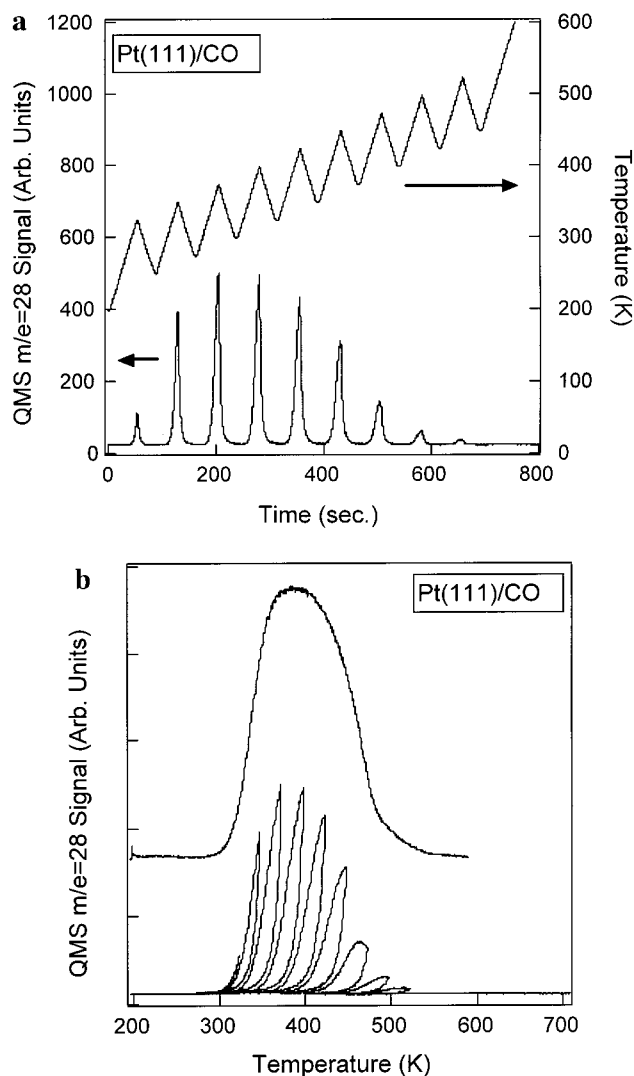 a
Pt(111)/CO
QMS m/e=28 Signal (Arb. Units)
1200
1000
800
600
400
200
0
600
500
400
300
200
100
0
Temperature (K)
0
200
400
600
800
Time (sec.)
b
Pt(111)/CO
QMS m/e=28 Signal (Arb. Units)
200
300
400
500
600
700
Temperature (K)